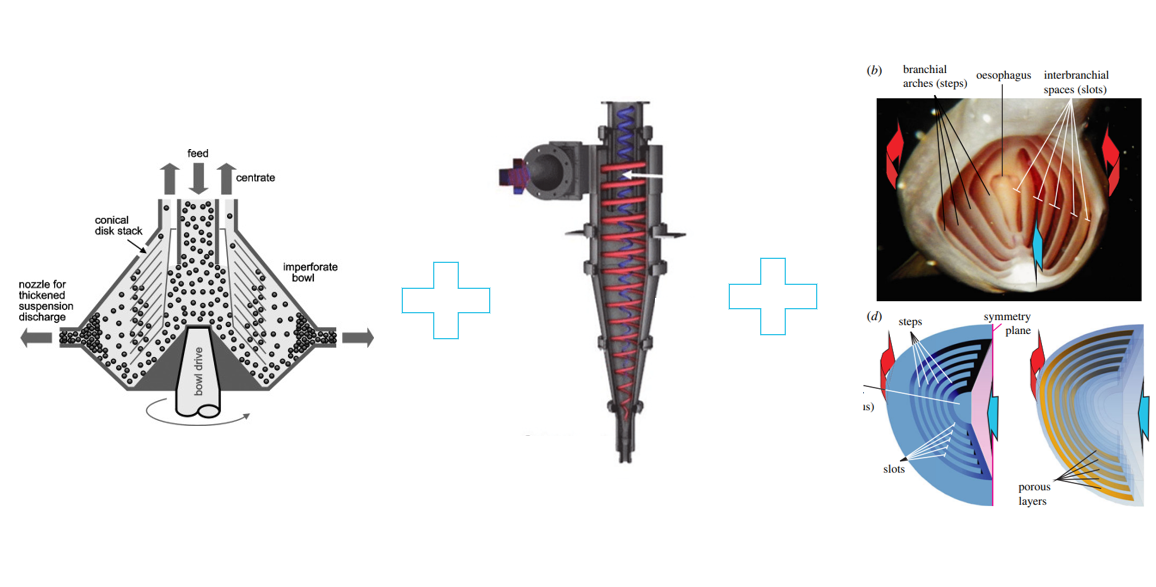 feed
centrate
conical
disk stack
imperforate
bowl
nozzle for
thickened
suspension
discharge
bowl drive
(b)
branchial
arches (steps)
oesophagus
interbranchial
spaces (slots)
(d)
steps
symmetry
plane
slots
porous
layers